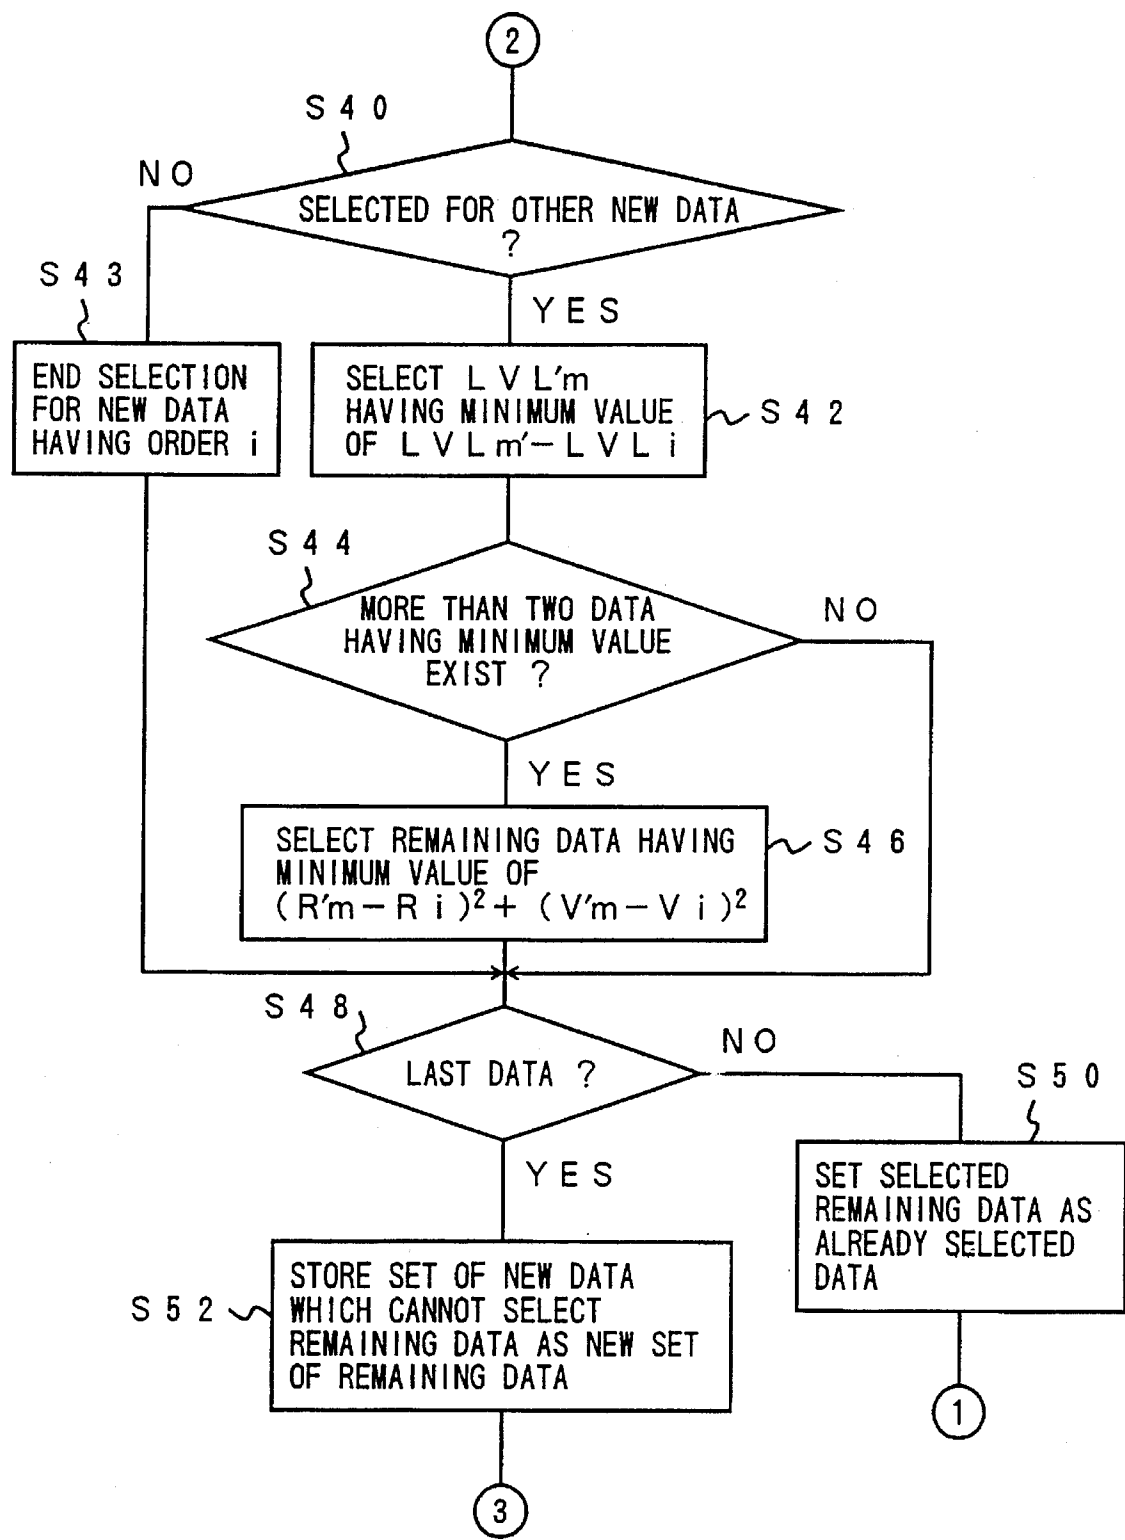 2
S40
NO
SELECTED FOR OTHER NEW DATA
?
S43
YES
END SELECTION
FOR NEW DATA
HAVING ORDER i
SELECT LVL'm
HAVING MINIMUM VALUE
OF LVLm'-LVLi
S42
S44
MORE THAN TWO DATA
HAVING MINIMUM VALUE
EXIST ?
NO
YES
SELECT REMAINING DATA HAVING
MINIMUM VALUE OF
(R'm-Ri)²+(V'm-Vi)²
S46
S48
LAST DATA ?
NO
S50
YES
SET SELECTED
REMAINING DATA AS
ALREADY SELECTED
DATA
S52
STORE SET OF NEW DATA
WHICH CANNOT SELECT
REMAINING DATA AS NEW SET
OF REMAINING DATA
1
3